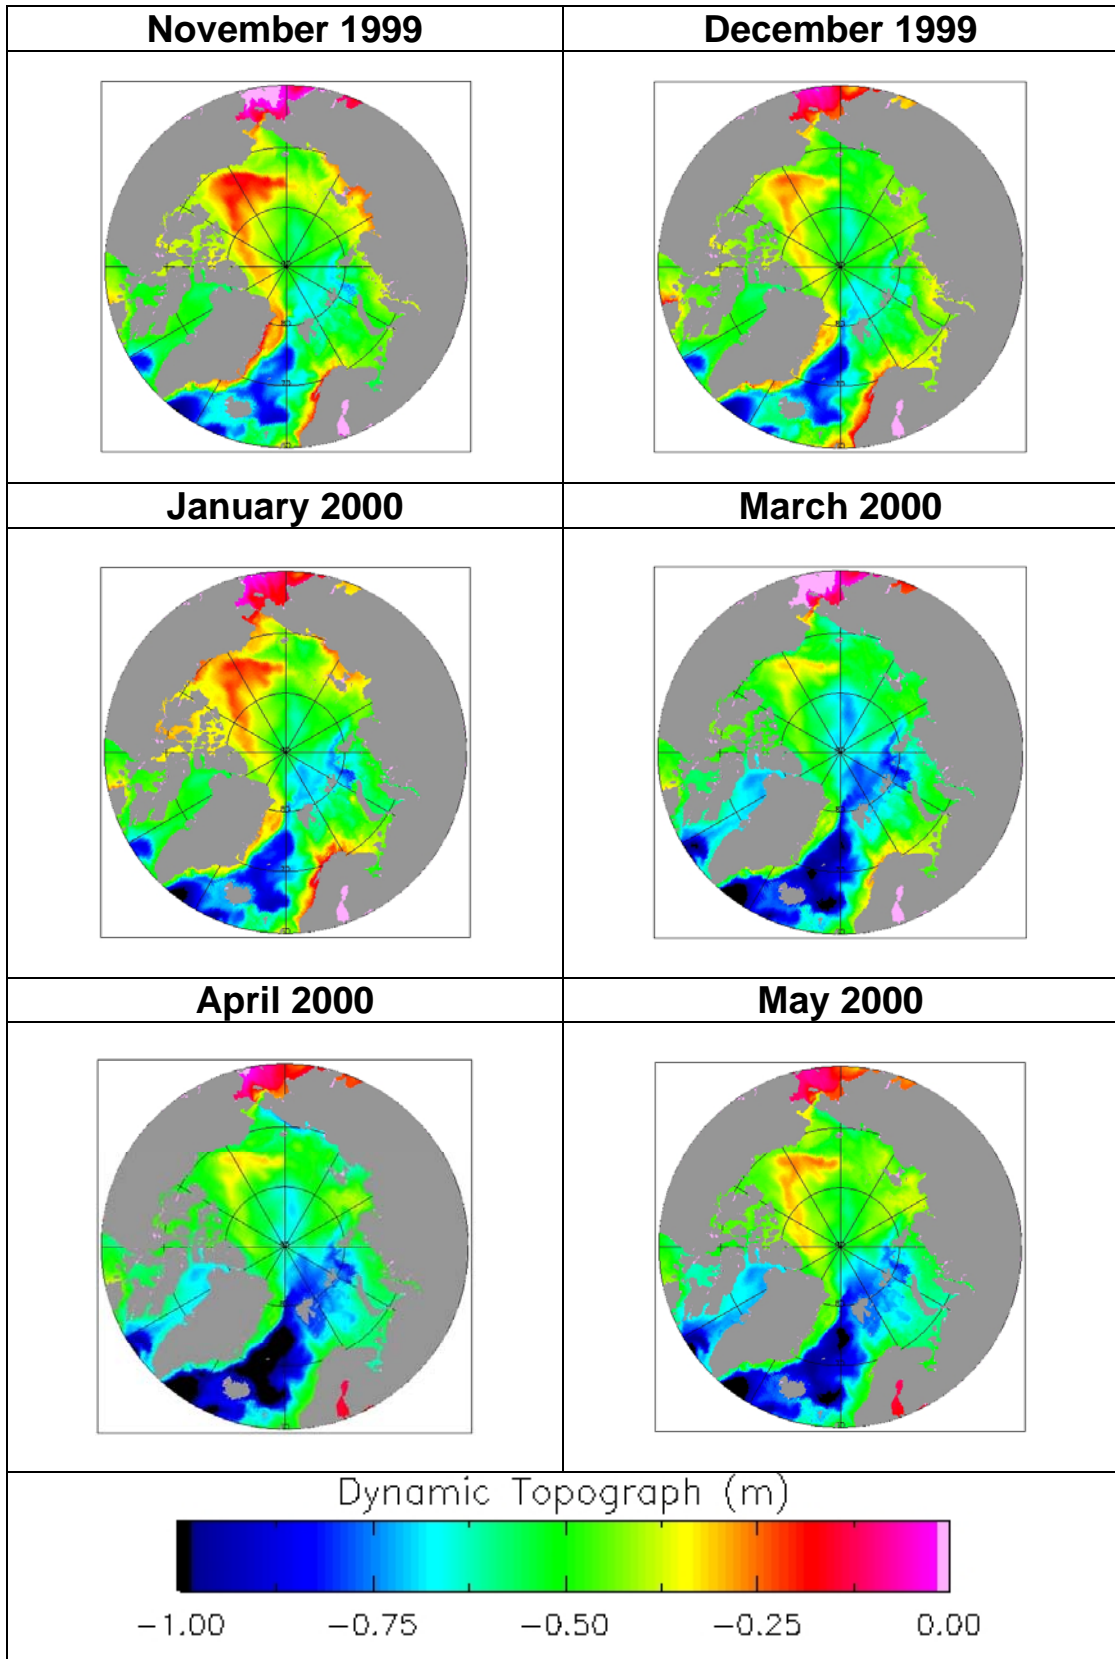 November 1999
December 1999
January 2000
March 2000
April 2000
May 2000
Dynamic Topograph (m)
-1.00 -0.75 -0.50 -0.25 0.00